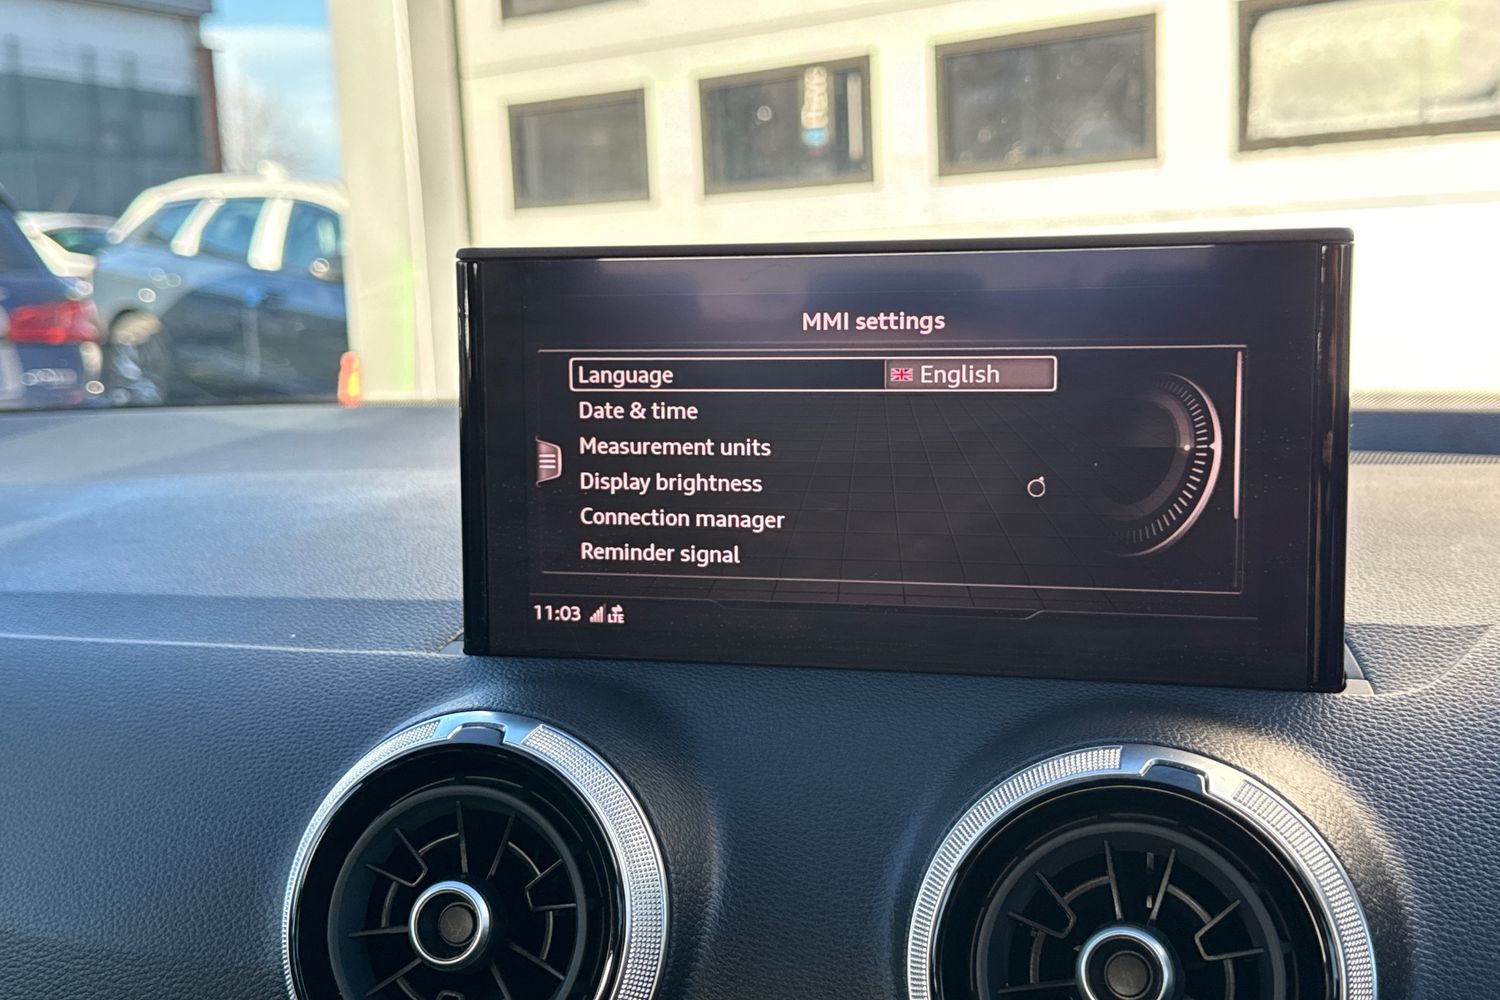 MMI settings
Language English
Date & time
Measurement units
Display brightness
Connection manager
Reminder signal
11:03 LTE